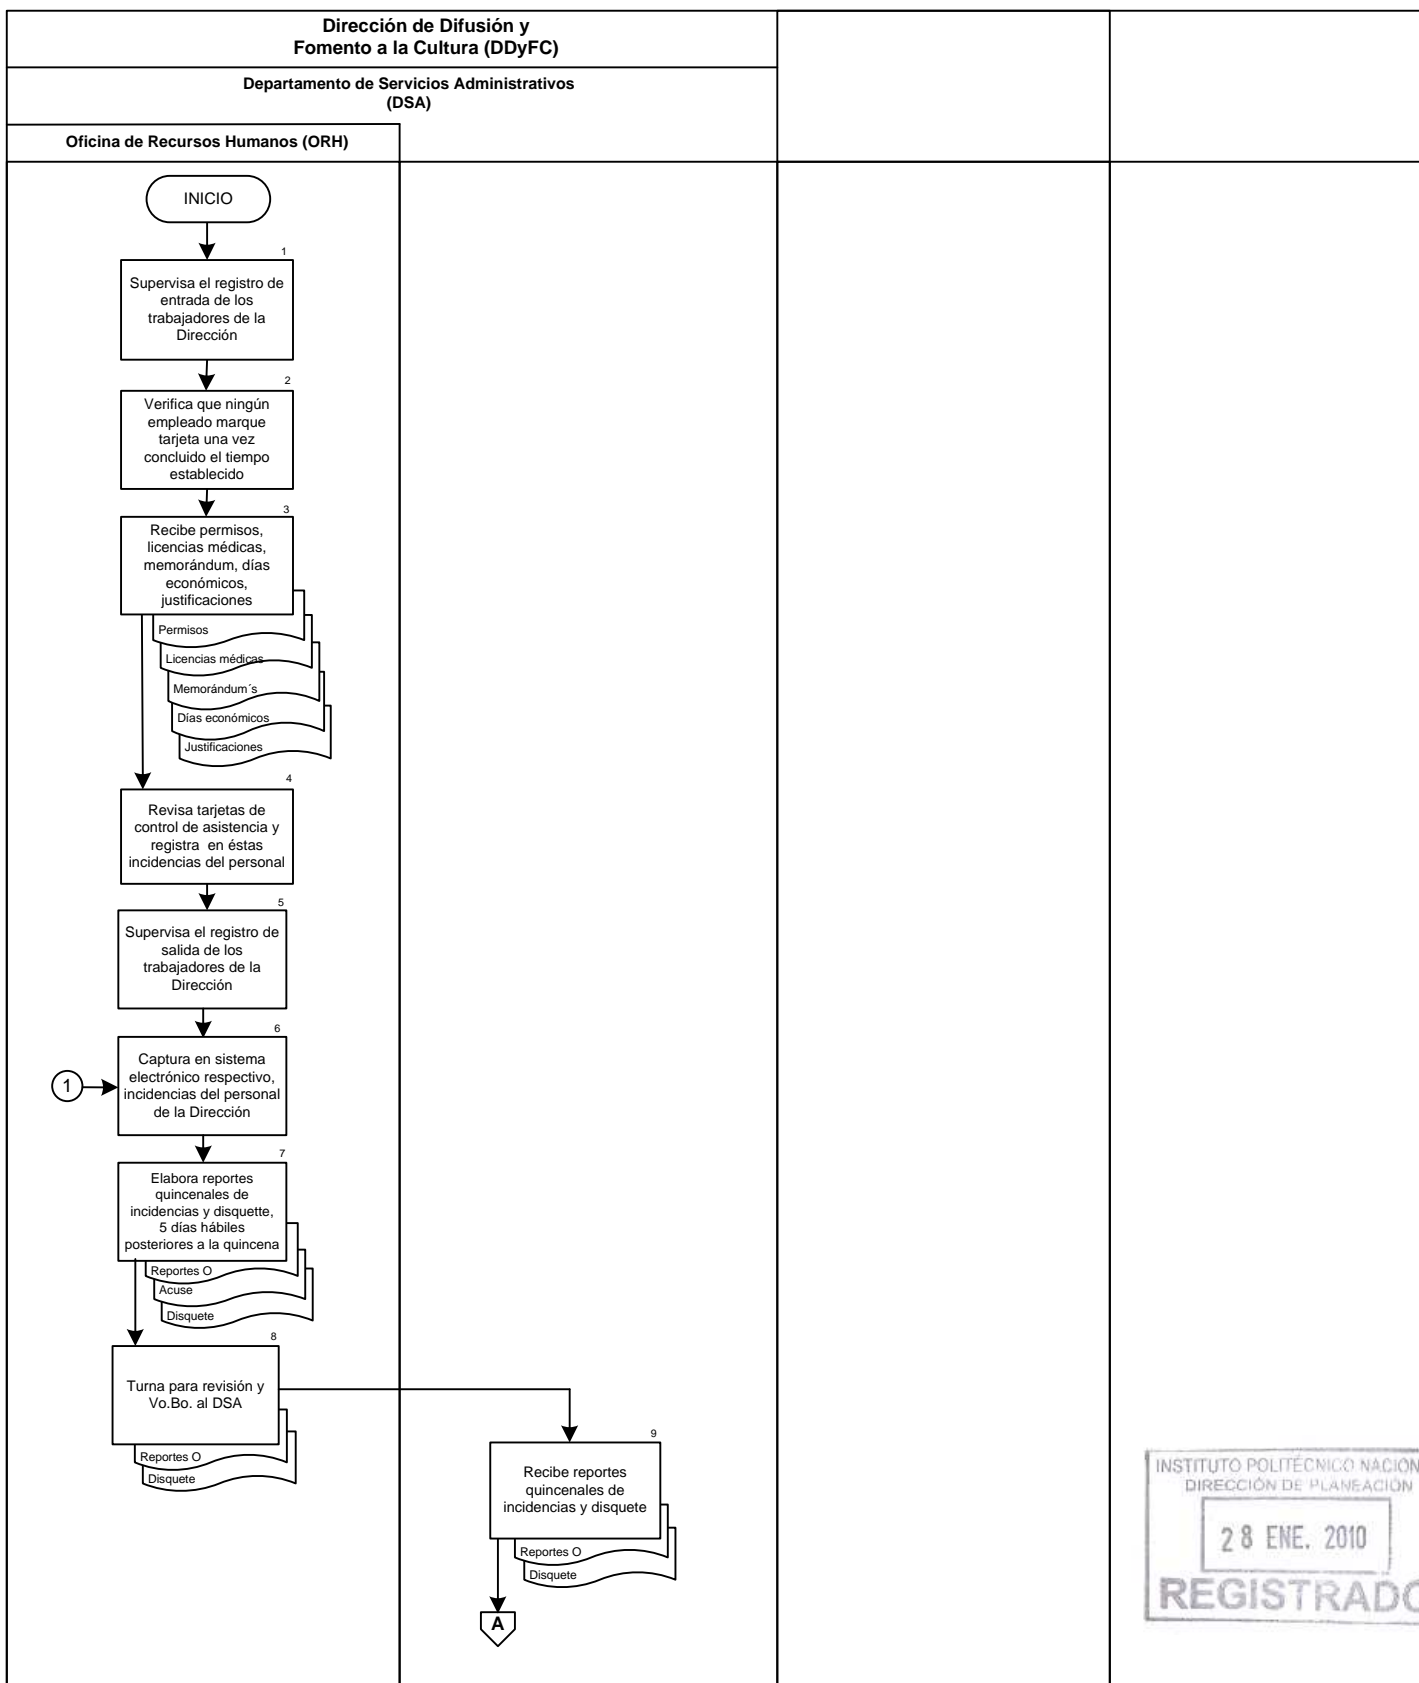 Dirección de Difusión y
Fomento a la Cultura (DDyFC)
Departamento de Servicios Administrativos
(DSA)
Oficina de Recursos Humanos (ORH)
INICIO
1
Supervisa el registro de
entrada de los
trabajadores de la
Dirección
2
Verifica que ningún
empleado marque
tarjeta una vez
concluido el tiempo
establecido
3
Recibe permisos,
licencias médicas,
memorándum, días
económicos,
justificaciones
Permisos
Licencias médicas
Memorándum´s
Días económicos
Justificaciones
4
Revisa tarjetas de
control de asistencia y
registra en éstas
incidencias del personal
5
Supervisa el registro de
salida de los
trabajadores de la
Dirección
6
1
Captura en sistema
electrónico respectivo,
incidencias del personal
de la Dirección
7
Elabora reportes
quincenales de
incidencias y disquette,
5 días hábiles
posteriores a la quincena
Reportes O
Acuse
Disquete
8
Turna para revisión y
Vo.Bo. al DSA
Reportes O
Disquete
9
Recibe reportes
quincenales de
incidencias y disquete
Reportes O
Disquete
A
INSTITUTO POLITÉCNICO NACION
DIRECCIÓN DE PLANEACIÓN
28 ENE. 2010
REGISTRADO